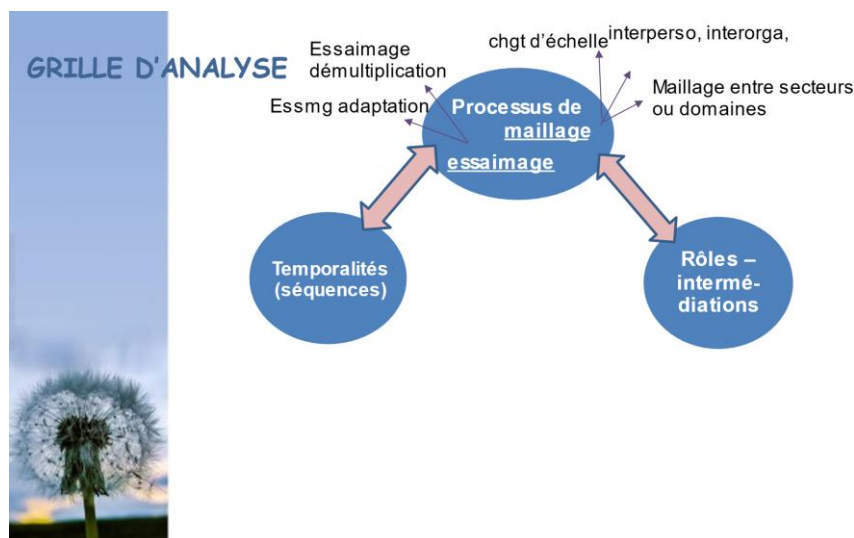 GRILLE D'ANALYSE
Essaimage
démultiplication
Essmg adaptation
chgt d'échelle
interperso, interorga,
Maillage entre secteurs
ou domaines
Processus de
maillage
essaimage
Temporalités
(séquences)
Rôles –
intermé-
diations